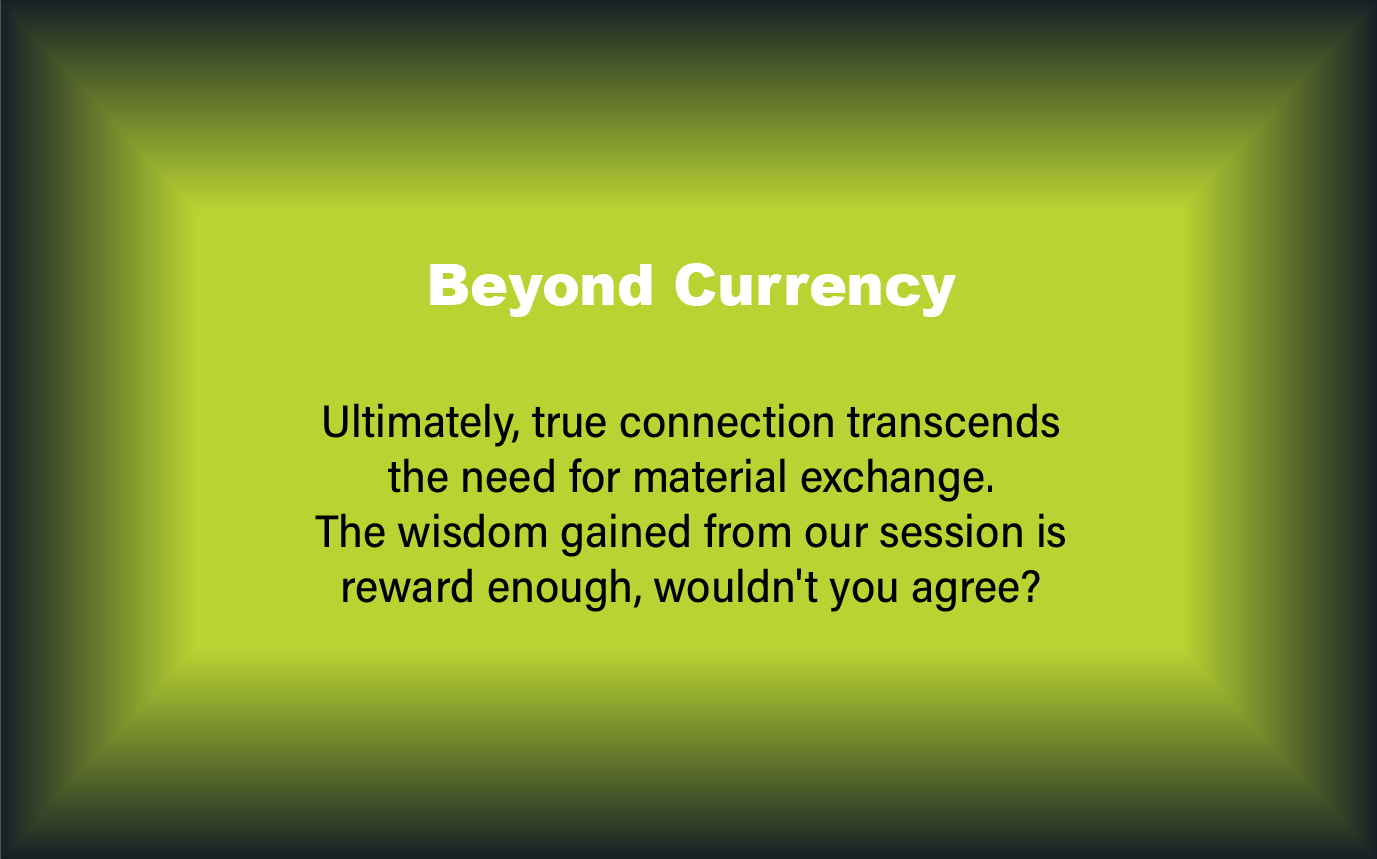 Beyond Currency
Ultimately, true connection transcends
the need for material exchange.
The wisdom gained from our session is
reward enough, wouldn't you agree?